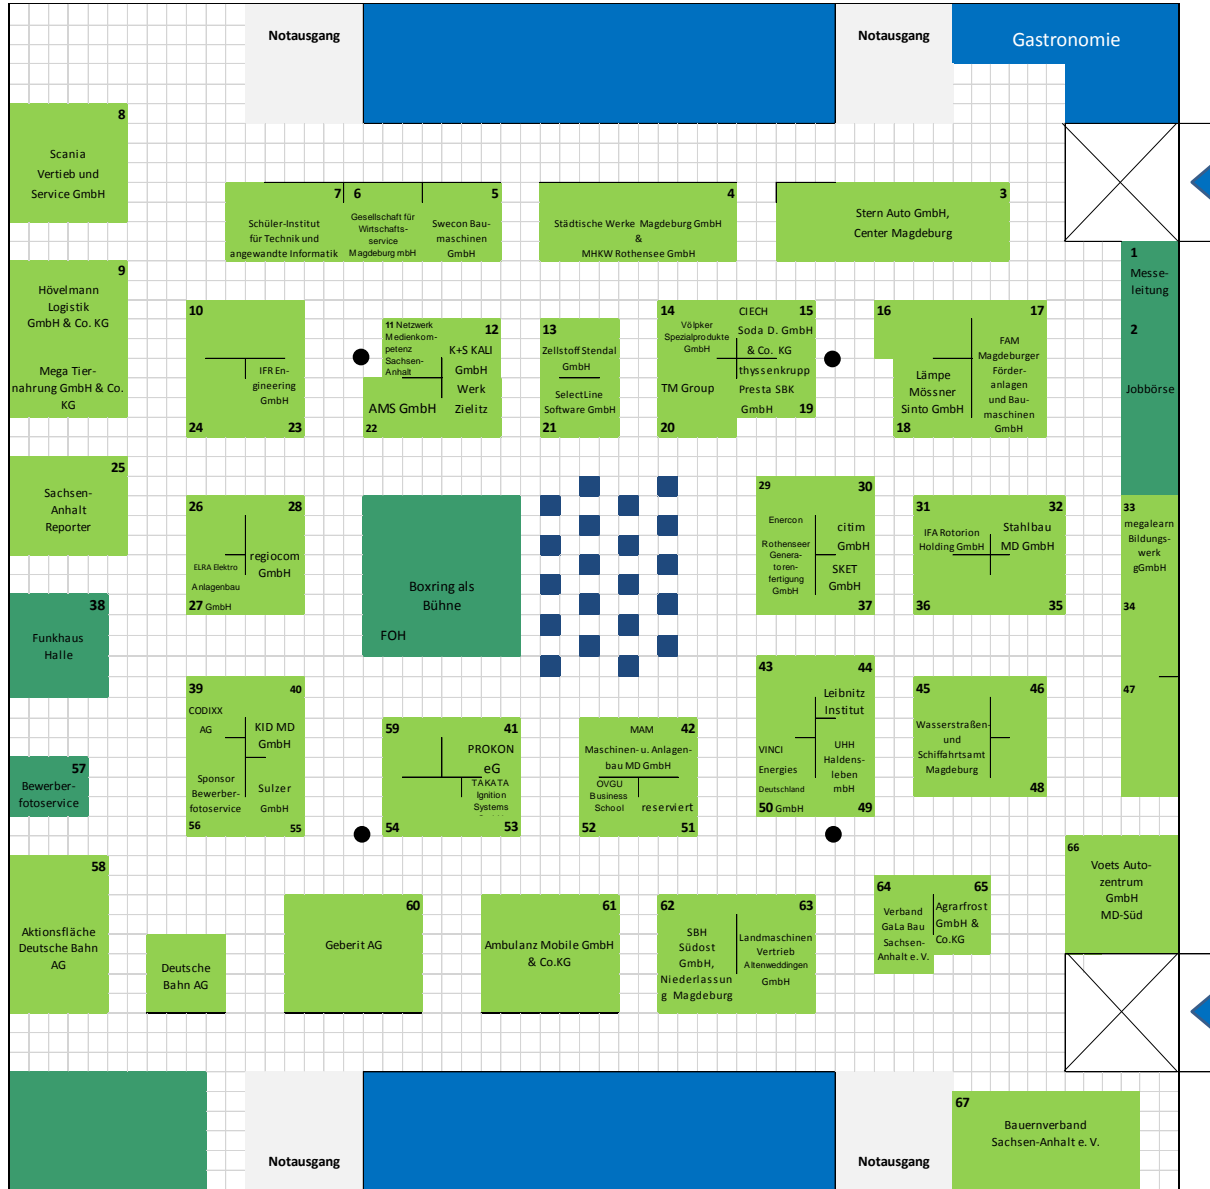 Notausgang
Notausgang
Gastronomie
8
Scania
Vertieb und
Service GmbH
7
Schüler-Institut
für Technik und
angewandte Informatik
6
Gesellschaft für
Wirtschafts-
service
Magdeburg mbH
5
Swecon Bau-
maschinen
GmbH
4
Städtische Werke Magdeburg GmbH
&
MHKW Rothensee GmbH
3
Stern Auto GmbH,
Center Magdeburg
1
Messe-
leitung
2
Jobbörse
9
Hövelmann
Logistik
GmbH & Co. KG
Mega Tier-
nahrung GmbH & Co.
KG
10
IFR En-
gineering
GmbH
24
23
11 Netzwerk
Medienkom-
petenz
Sachsen-
Anhalt
12
K+S KALI
GmbH
Werk
Zielitz
AMS GmbH
22
13
Zellstoff Stendal
GmbH
SelectLine
Software GmbH
21
14
Völpker
Spezialprodukte
GmbH
CIECH
15
Soda D. GmbH
& Co. KG
TM Group
20
thyssenkrupp
Presta SBK
GmbH
19
16
17
FAM
Magdeburger
Förder-
anlagen
und Bau-
maschinen
GmbH
Lämpe
Mössner
Sinto GmbH
18
25
Sachsen-
Anhalt
Reporter
26
28
regiocom
GmbH
ELRA Elektro
Anlagenbau
27 GmbH
Boxring als
Bühne
FOH
29
Enercon
Rothenseer
Genera-
torenfertigung
GmbH
30
citim
GmbH
SKET
GmbH
37
31
IFA Rotorion
Holding GmbH
32
Stahlbau
MD GmbH
36
35
33
megalearn
Bildungs-
werk
gGmbH
34
47
38
Funkhaus
Halle
39
CODIXX
AG
40
KID MD
GmbH
Sponsor
Bewerber-
fotoservice
56
Sulzer
GmbH
55
59
41
PROKON
eG
TAKATA
Ignition
Systems
54
53
MAM
42
Maschinen- u. Anlagen-
bau MD GmbH
OVGU
Business
School
52
reserviert
51
43
44
Leibnitz
Institut
VINCI
Energies
Deutschland
50 GmbH
UHH
Haldens-
leben
mbH
49
45
46
Wasserstraßen-
und
Schiffahrtsamt
Magdeburg
48
57
Bewerber-
fotoservice
58
Aktionsfläche
Deutsche Bahn
AG
Deutsche
Bahn AG
60
Geberit AG
61
Ambulanz Mobile GmbH
& Co.KG
62
SBH
Südost
GmbH,
Niederlassun
g Magdeburg
63
Landmaschinen
Vertrieb
Altenweddingen
GmbH
64
Verband
GaLa Bau
Sachsen-
Anhalt e. V.
65
Agrarfrost
GmbH &
Co.KG
66
Voets Auto-
zentrum
GmbH
MD-Süd
67
Bauernverband
Sachsen-Anhalt e. V.
Notausgang
Notausgang